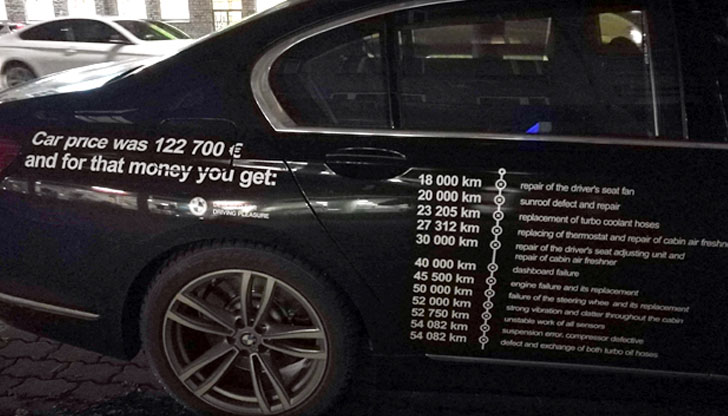 Car price was 122 700 €
and for that money you get:
DRIVING PLEASURE
18 000 km repair of the driver's seat fan
20 000 km sunroof defect and repair
23 205 km replacement of turbo coolant hoses
27 312 km replacing of thermostat and repair of cabin air freshn
30 000 km repair of the driver's seat adjusting unit and
repair of cabin air freshner
40 000 km dashboard failure
45 500 km engine failure and its replacement
50 000 km failure of the steering whee and its replacement
52 000 km strong vibration and clatter throughout the cabin
52 750 km unstable work of all sensors
54 082 km suspension error. compressor defective
54 082 km defect and exchange of both turbo oil hoses